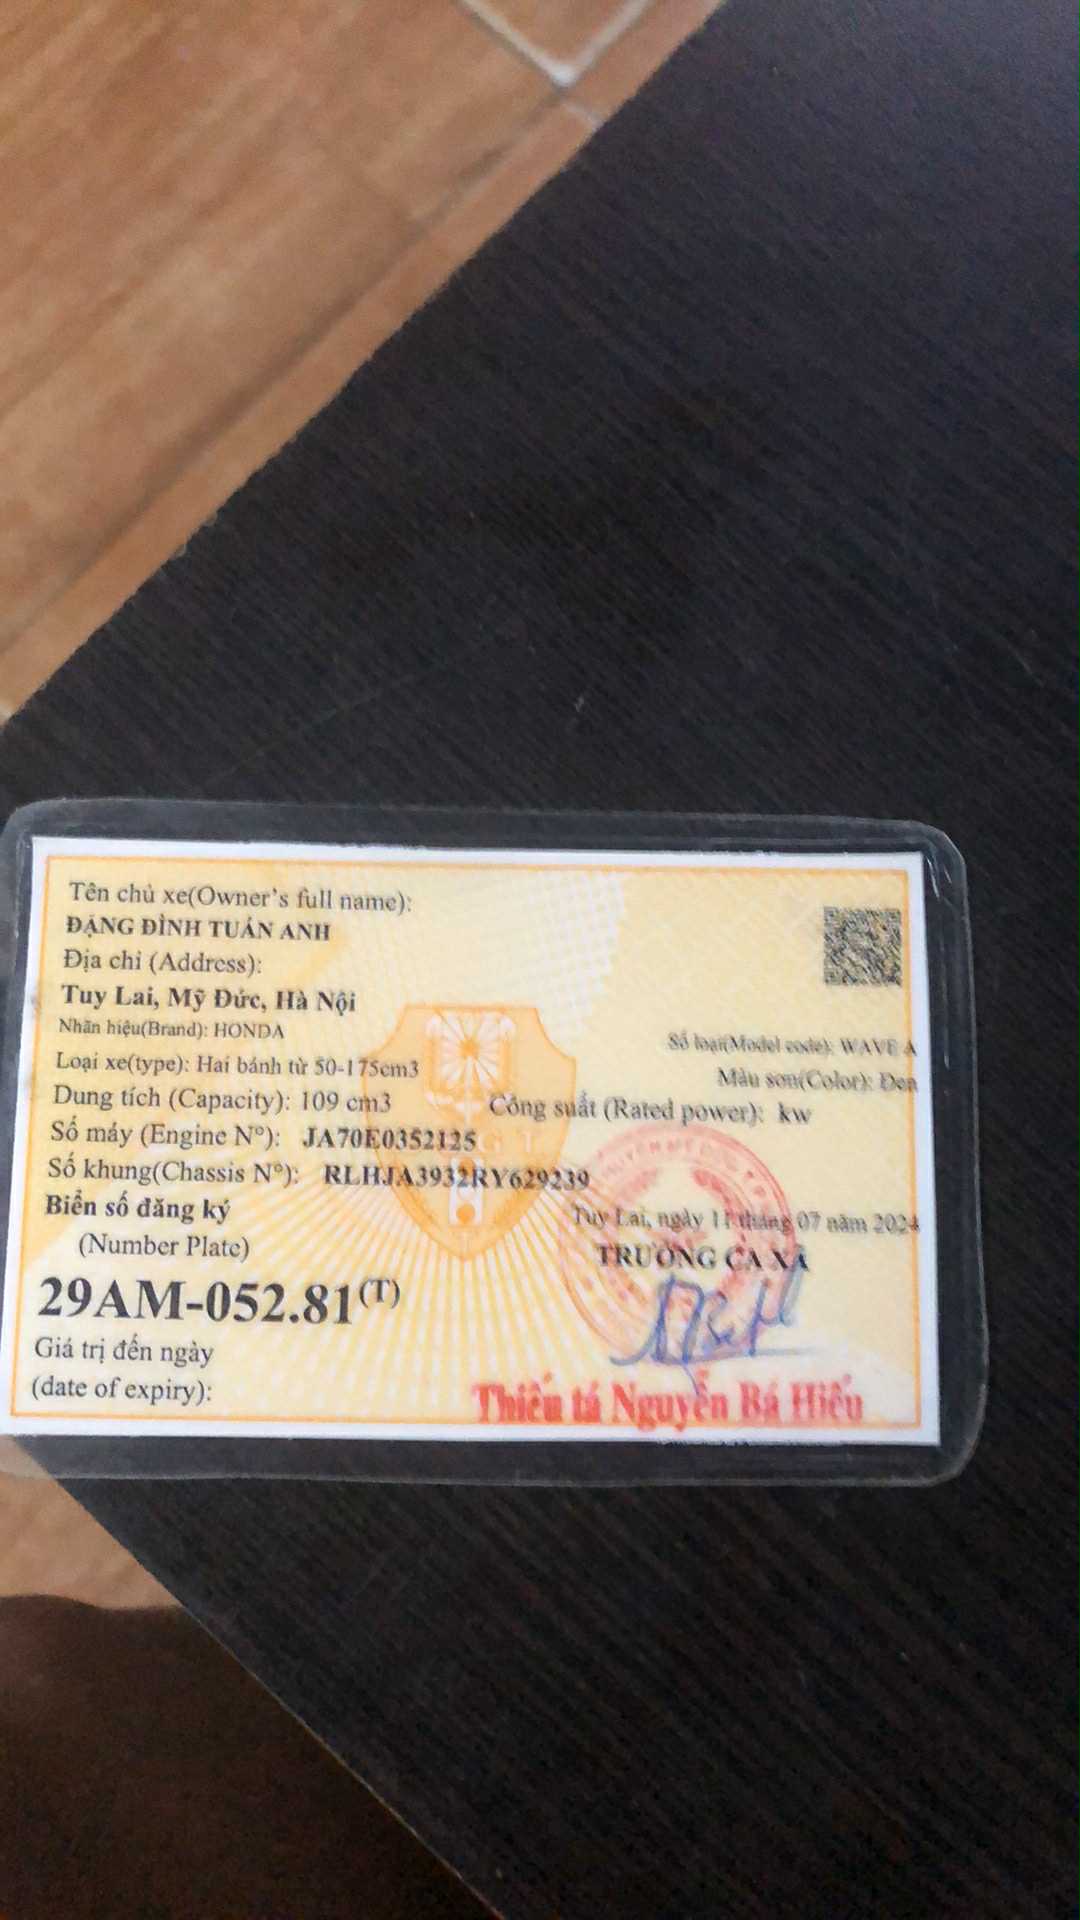 Tên chủ xe(Owner's full name):
ĐẶNG ĐÌNH TUẤN ANH
Địa chỉ (Address):
Tuy Lai, Mỹ Đức, Hà Nội
Nhãn hiệu(Brand): HONDA
Số loại(Model code): WAVE A
Loại xe(type): Hai bánh từ 50-175cm3
Màu sơn(Color): Đen
Dung tích (Capacity): 109 cm3
Công suất (Rated power): kw
Số máy (Engine Nº): JA70E0352125
Số khung(Chassis Nº): RLHJA3932RY629239
Biển số đăng ký
(Number Plate)
Tuy Lai, ngày 11 tháng 07 năm 2024
TRƯỞNG CA XÃ
29AM-052.81(T)
Giá trị đến ngày
(date of expiry):
Thiếu tá Nguyễn Bá Hiếu